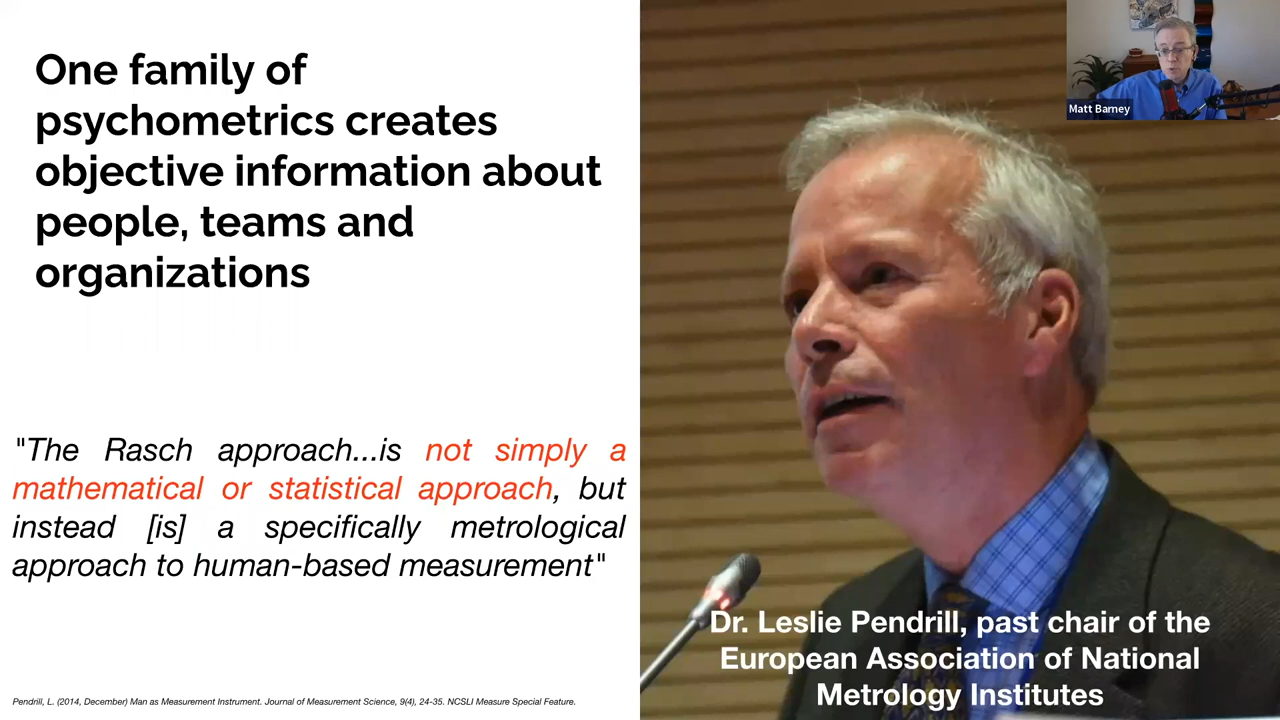 One family of
psychometrics creates
objective information about
people, teams and
organizations
"The Rasch approach...is not simply a
mathematical or statistical approach, but
instead [is] a specifically metrological
approach to human-based measurement"
Pendrill, L. (2014, December) Man as Measurement Instrument. Journal of Measurement Science, 9(4), 24-35. NCSLI Measure Special Feature.
Matt Barney
Dr. Leslie Pendrill, past chair of the
European Association of National
Metrology Institutes